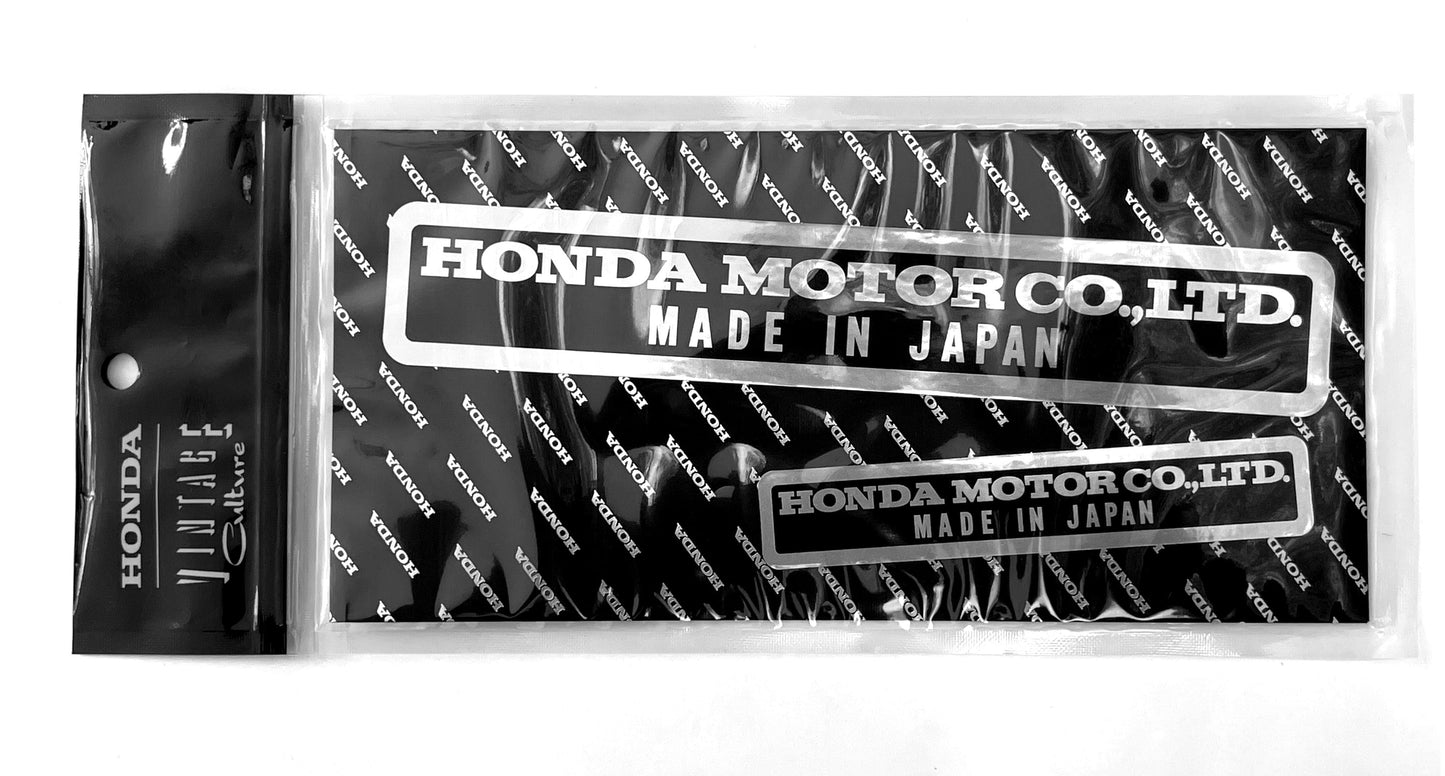 HONDA
VINTAGE
Culture
HONDA MOTOR CO.,LTD.
MADE IN JAPAN
HONDA MOTOR CO.,LTD.
MADE IN JAPAN